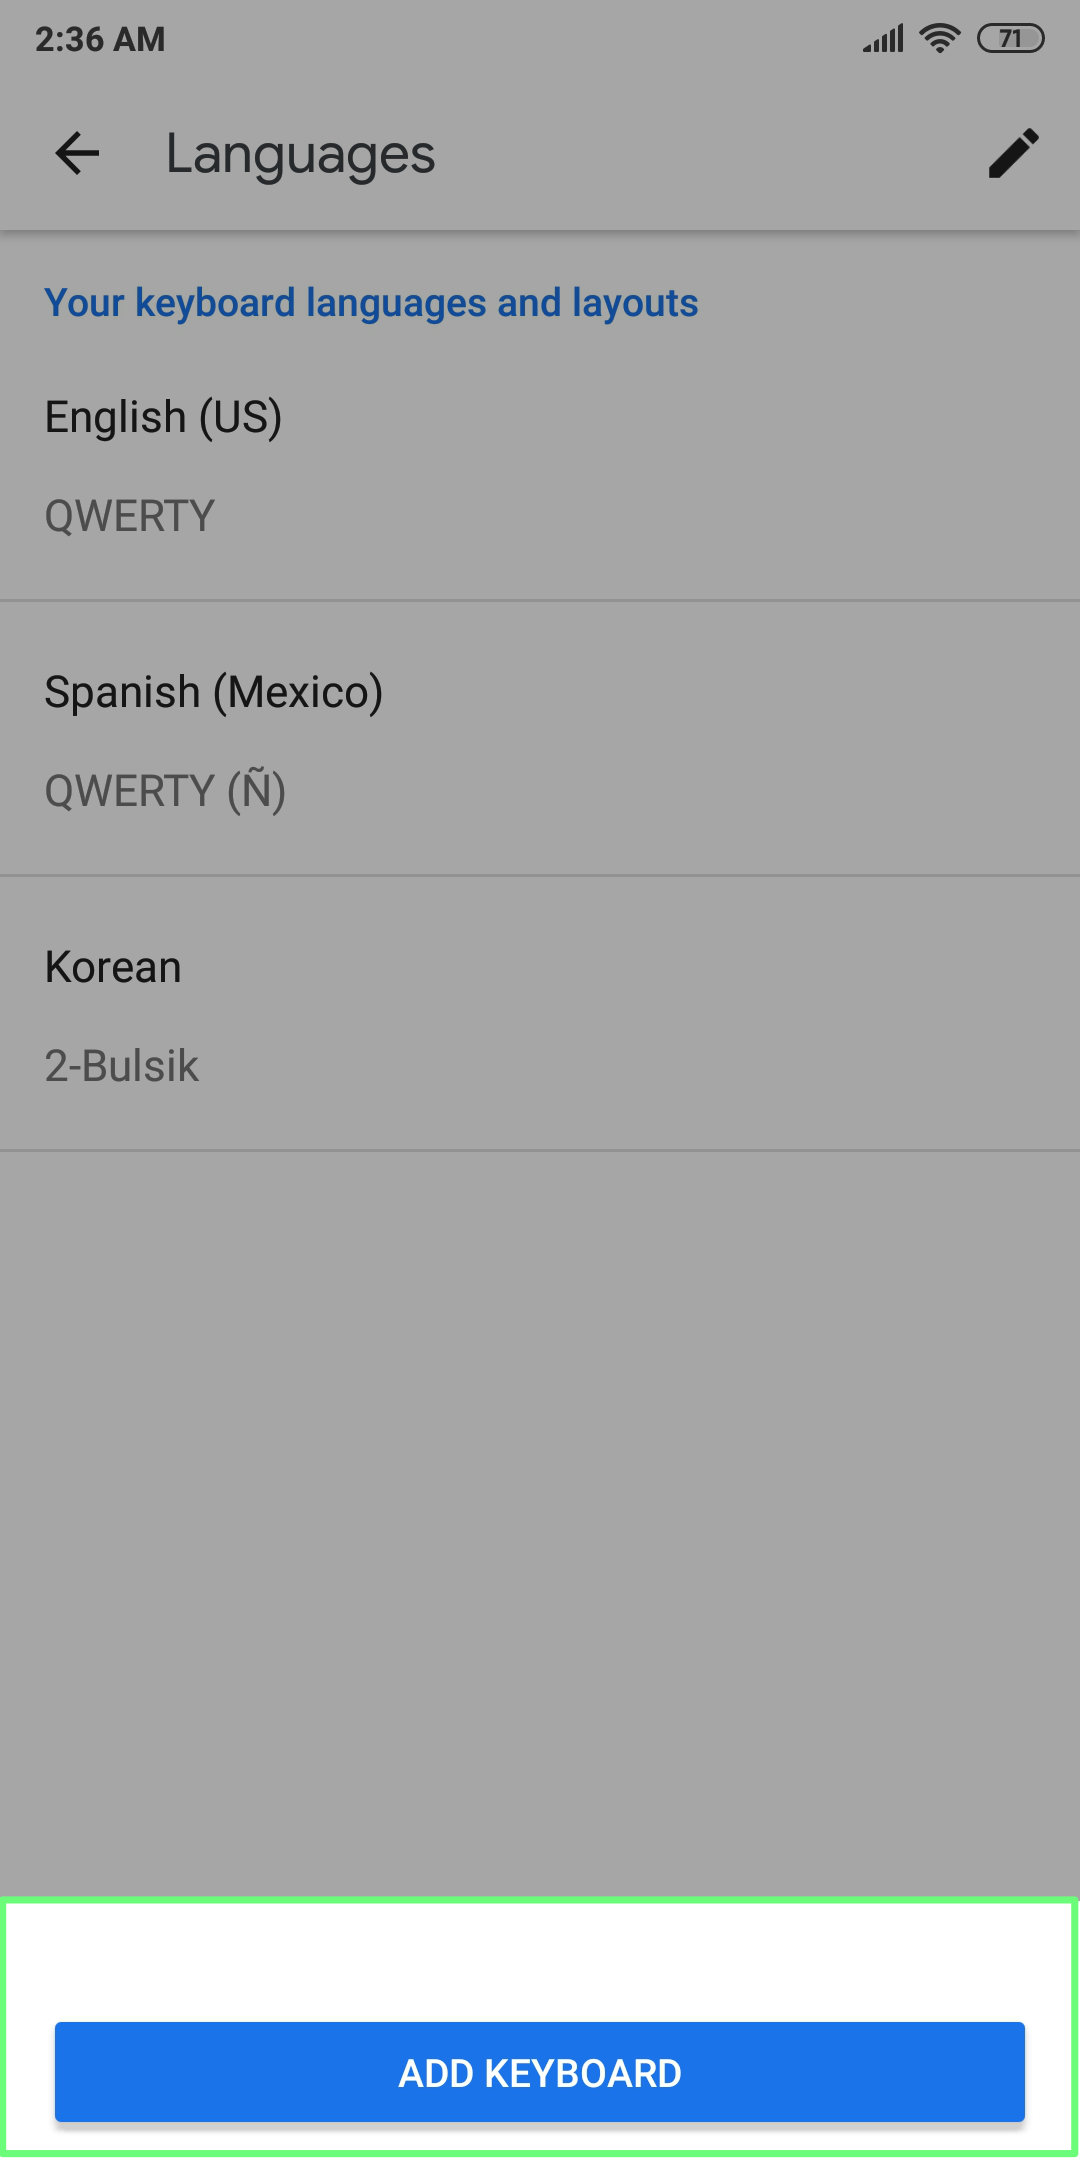 2:36 AM
71
Languages
Your keyboard languages and layouts
English (US)
QWERTY
Spanish (Mexico)
QWERTY (Ñ)
Korean
2-Bulsik
ADD KEYBOARD